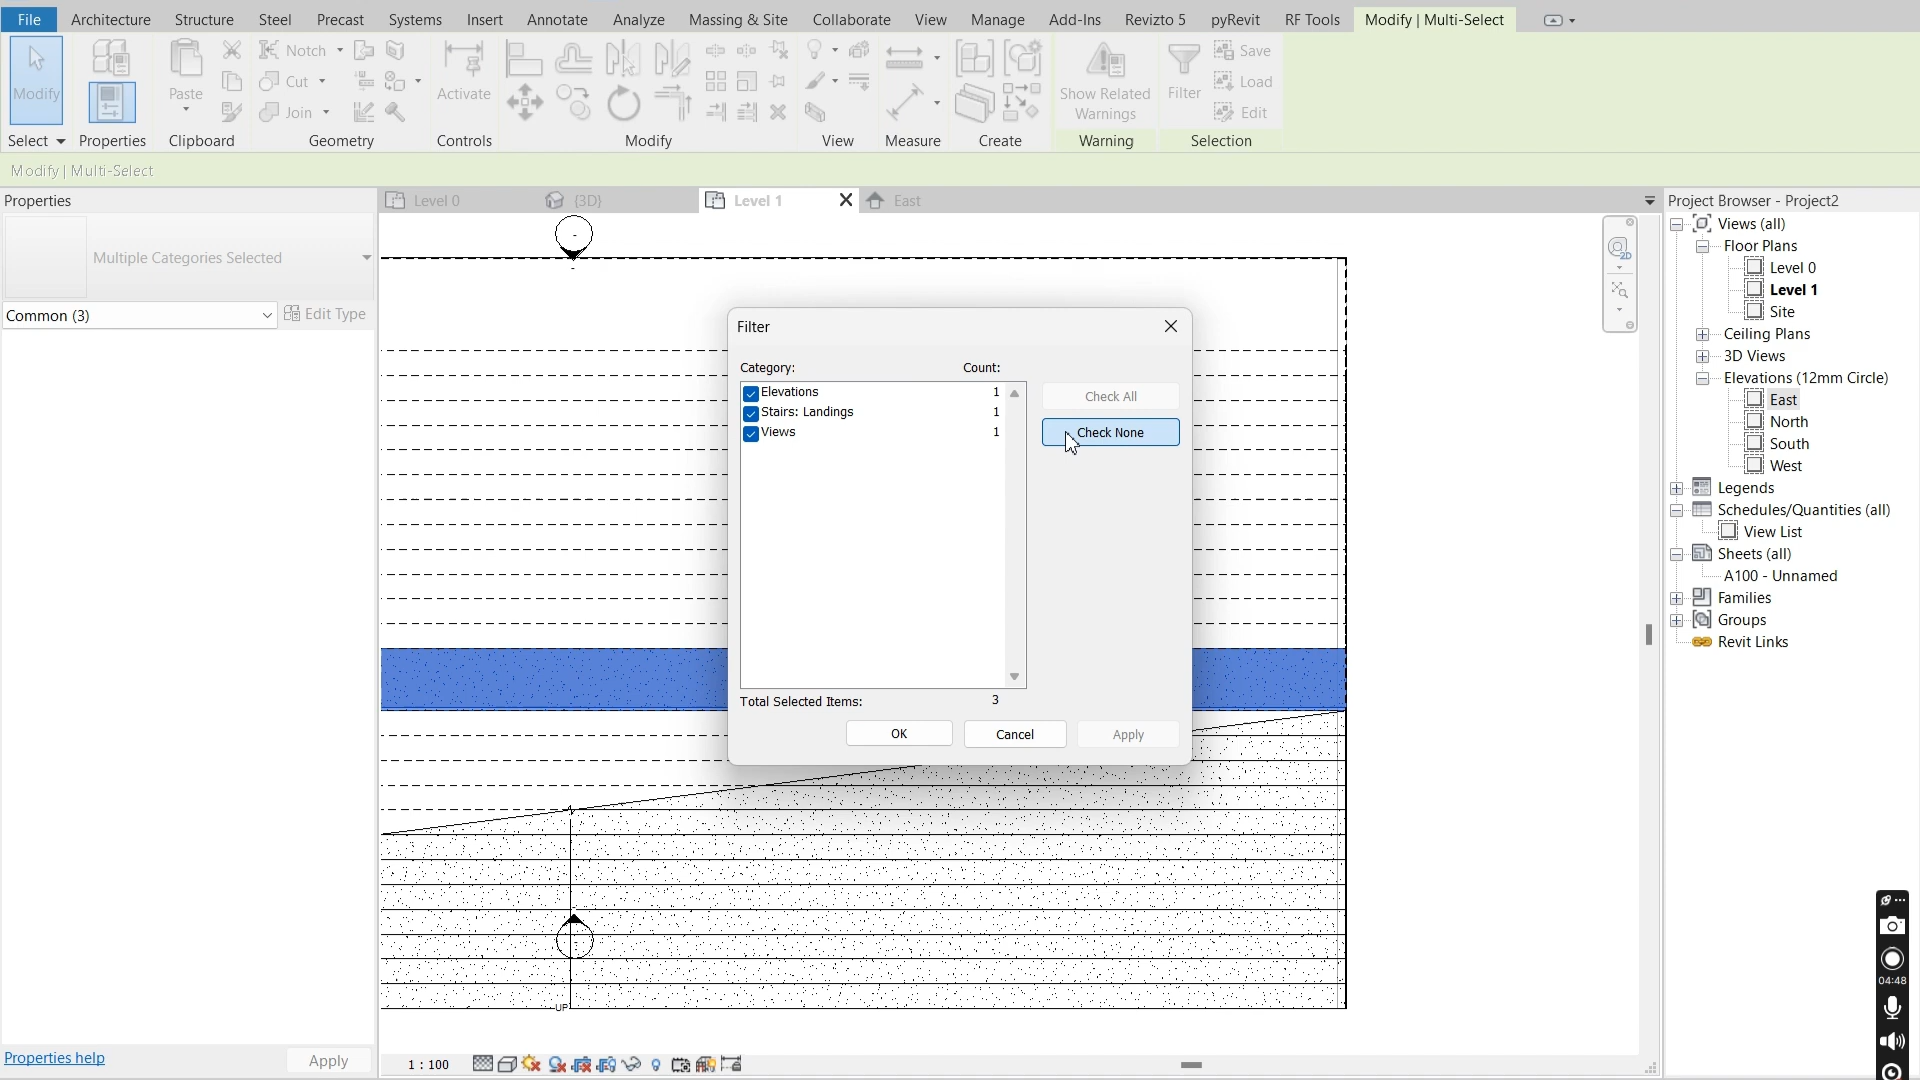 File Architecture Structure Steel Precast Systems Insert Annotate Analyze Massing & Site Collaborate View Manage Add-Ins Revizto 5 pyRevit RF Tools Modify | Multi-Select
Modify
Paste
Notch
Cut
Join
Activate
Show Related
Warnings
Filter
Save
Load
Edit
Select Properties Clipboard Geometry Controls Modify View Measure Create Warning Selection
Modify | Multi-Select
Properties
Multiple Categories Selected
Common (3) Edit Type
Properties help Apply
Level 0 {3D} Level 1 East
2D
UP
1 : 100
Filter
Category: Count:
Elevations 1
Stairs: Landings 1
Views 1
Check All
Check None
Total Selected Items: 3
OK Cancel Apply
Project Browser - Project2
Views (all)
Floor Plans
Level 0
Level 1
Site
Ceiling Plans
3D Views
Elevations (12mm Circle)
East
North
South
West
Legends
Schedules/Quantities (all)
View List
Sheets (all)
A100 - Unnamed
Families
Groups
Revit Links
04:48